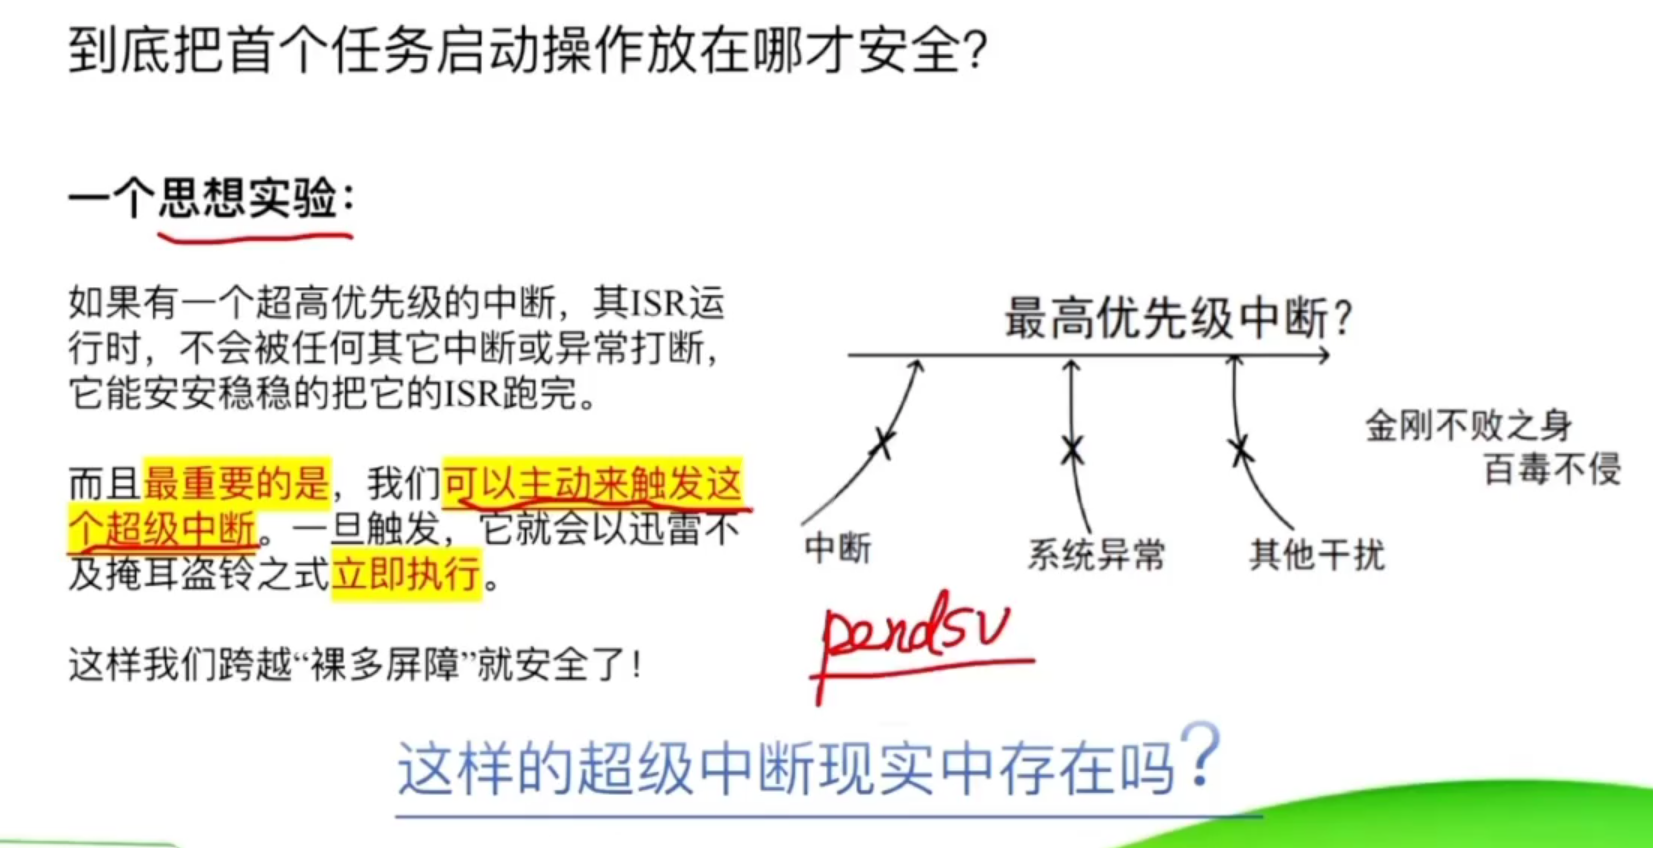 到底把首个任务启动操作放在哪才安全?
一个思想实验:
如果有一个超高优先级的中断，其ISR运
行时，不会被任何其它中断或异常打断，
它能安安稳稳的把它的ISR跑完。
而且最重要的是，我们可以主动来触发这
个超级中断。一旦触发，它就会以迅雷不
及掩耳盗铃之式立即执行。
这样我们跨越“裸多屏障”就安全了!
最高优先级中断?
金刚不败之身
百毒不侵
中断
系统异常
其他干扰
pendsv
这样的超级中断现实中存在吗?